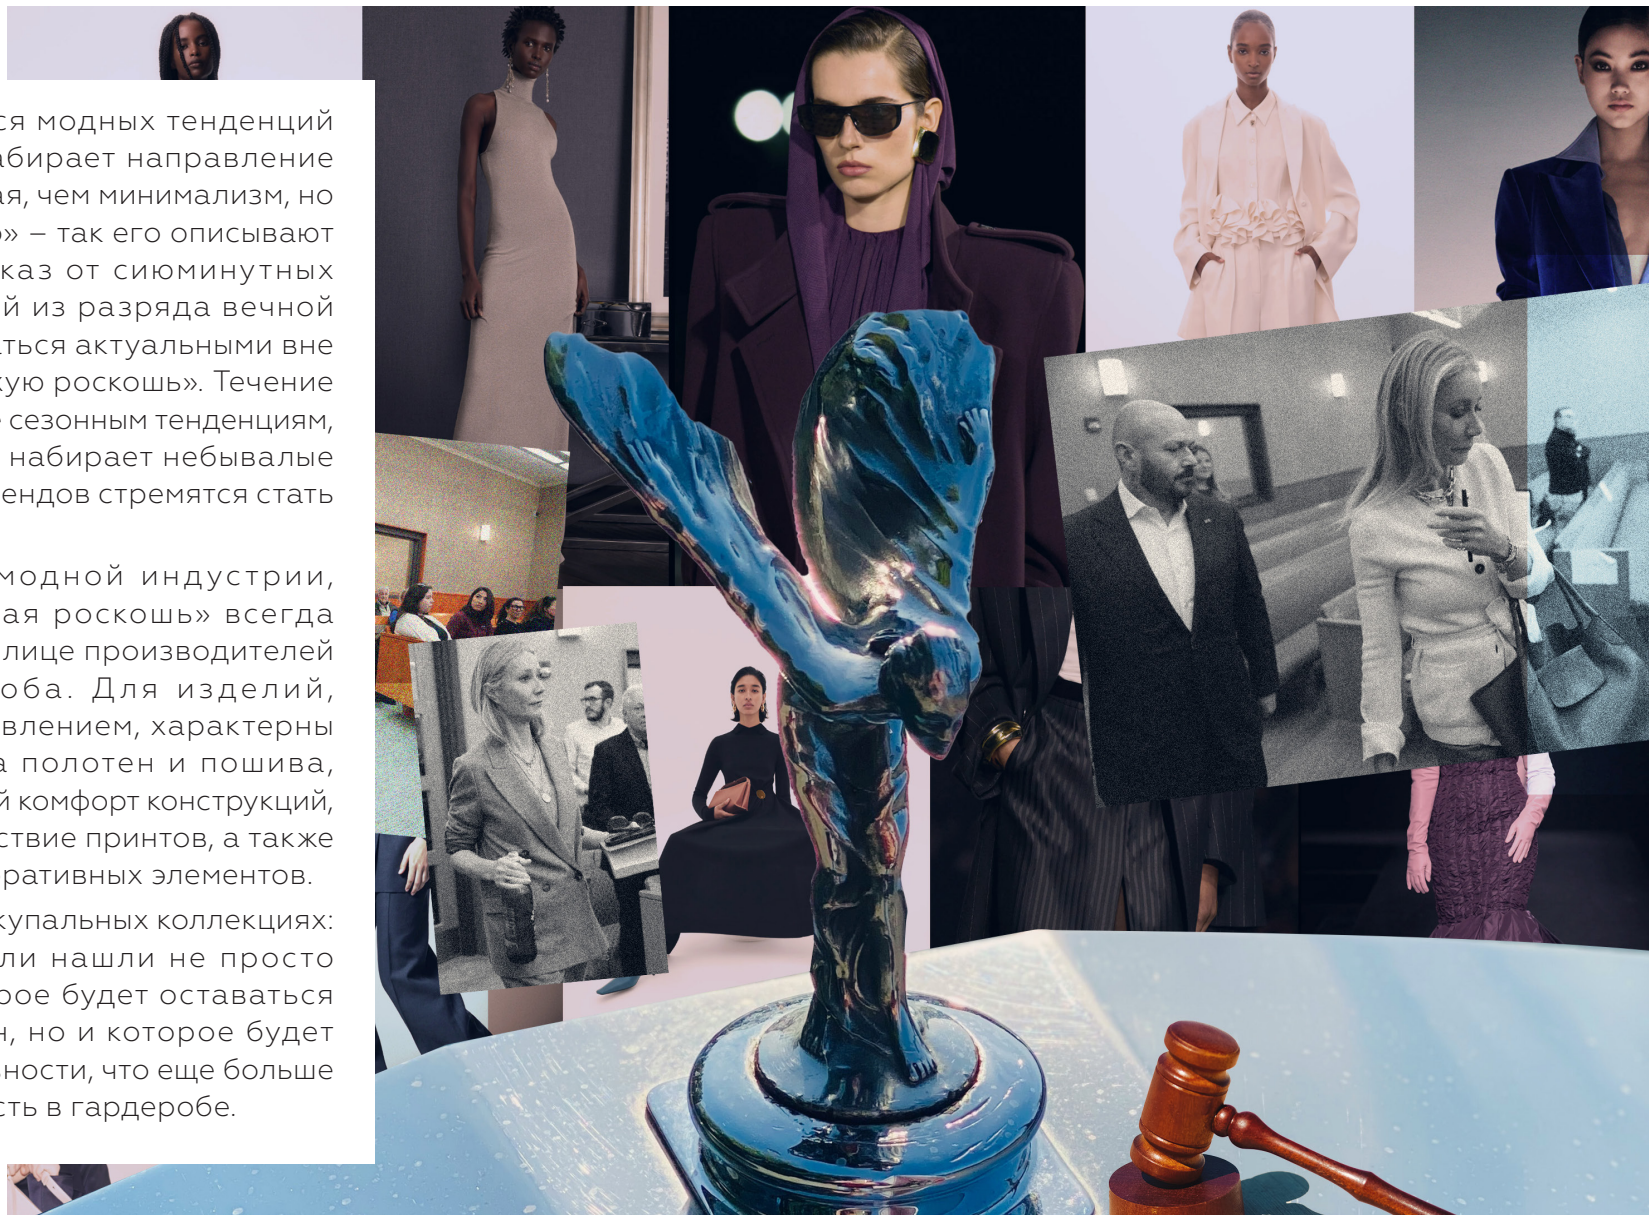 ся модных тенденций
абирает направление
ая, чем минимализм, но
о» – так его описывают
каз от сиюминутных
й из разряда вечной
аться актуальными вне
кую роскошь». Течение
е сезонным тенденциям,
набирает небывалые
ендов стремятся стать
модной индустрии,
ая роскошь» всегда
лице производителей
оба. Для изделий,
влением, характерны
а полотен и пошива,
й комфорт конструкций,
ствие принтов, а также
ративных элементов.
купальных коллекциях:
ли нашли не просто
рое будет оставаться
н, но и которое будет
ности, что еще больше
сть в гардеробе.